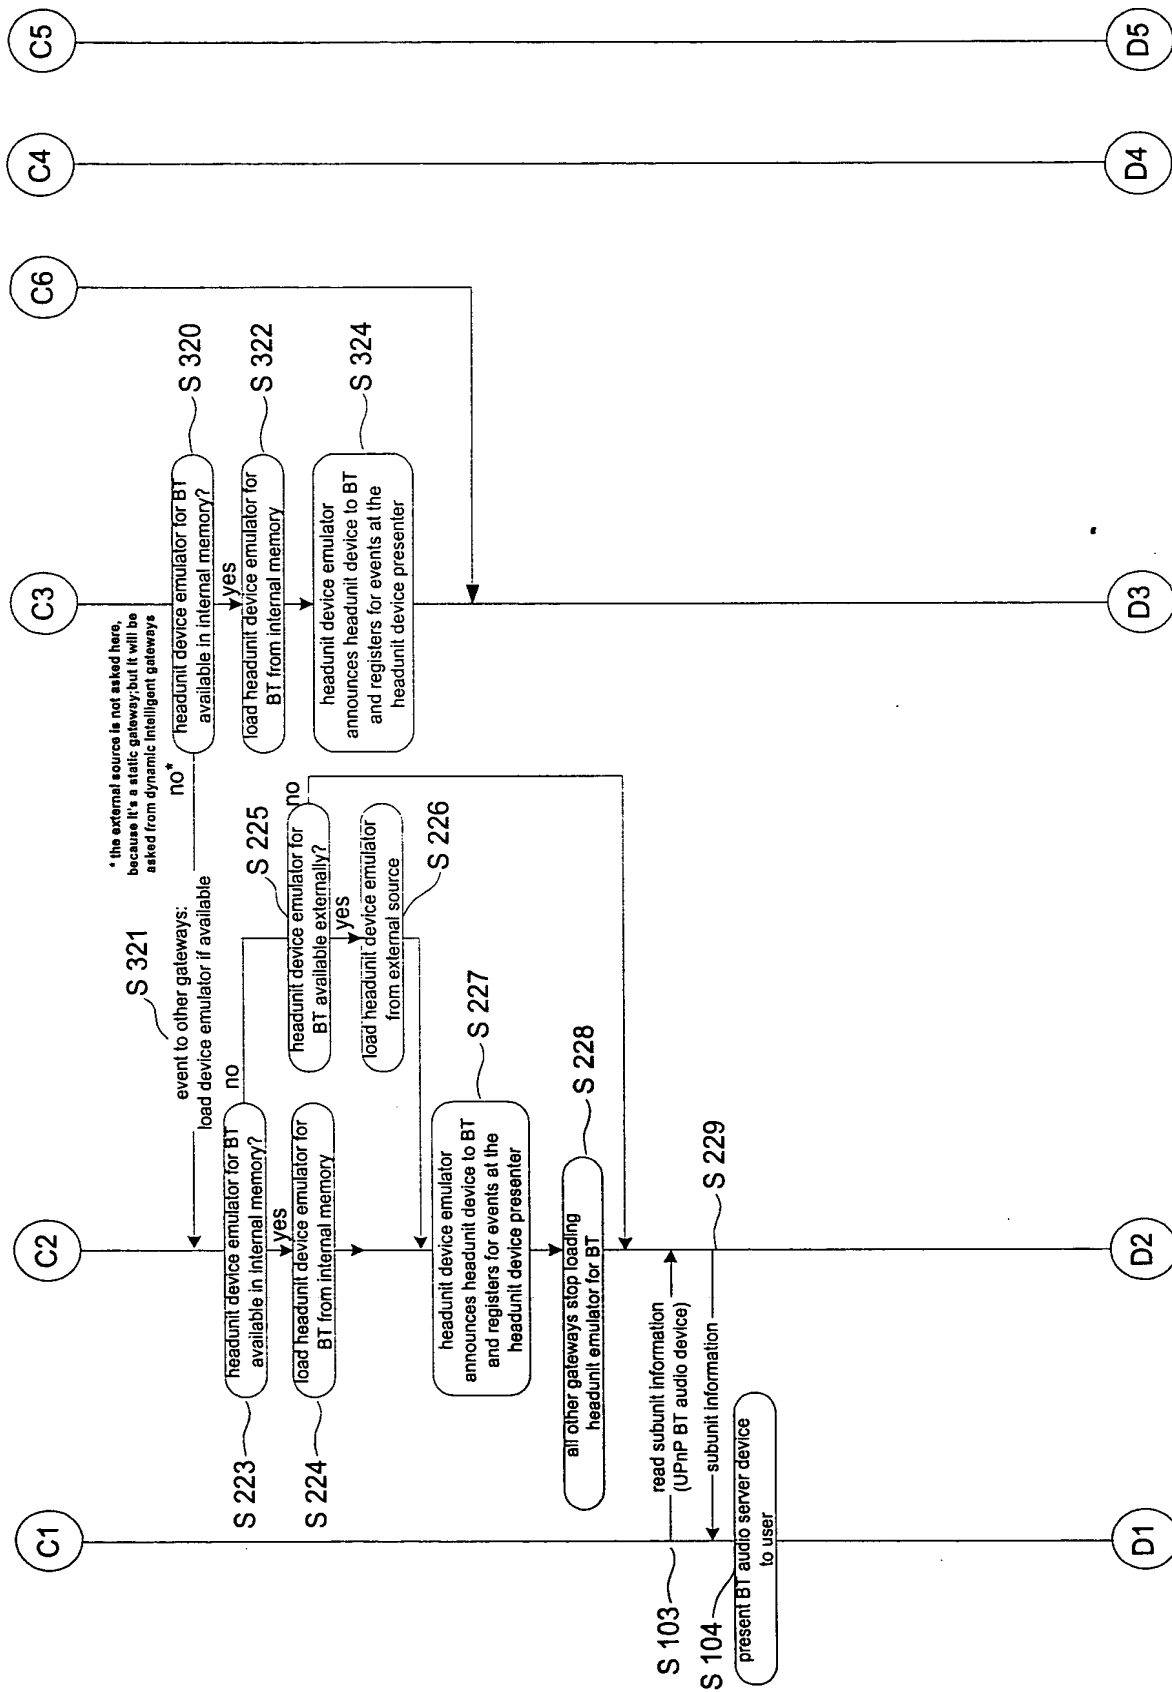 C1
C2
C3
C6
C4
C5
* the external source is not asked here,
because it's a static gateway;but it will be
asked from dynamic intelligent gateways
headunit device emulator for BT
available in internal memory?
S 320
no*
yes
S 321
event to other gateways:
load device emulator if available
load headunit device emulator for
BT from internal memory
S 322
headunit device emulator
announces headunit device to BT
and registers for events at the
headunit device presenter
S 324
S 223
headunit device emulator for BT
available in Internal memory?
no
yes
S 224
load headunit device emulator for
BT from internal memory
S 225
headunit device emulator for
BT available externally?
no
yes
load headunit device emulator
from external source
S 226
headunit device emulator
announces headunit device to BT
and registers for events at the
headunit device presenter
S 227
all other gateways stop loading
headunit emulator for BT
S 228
S 103
read subunit information
(UPnP BT audio device)
subunit information
S 229
S 104
present BT audio server device
to user
D1
D2
D3
D4
D5